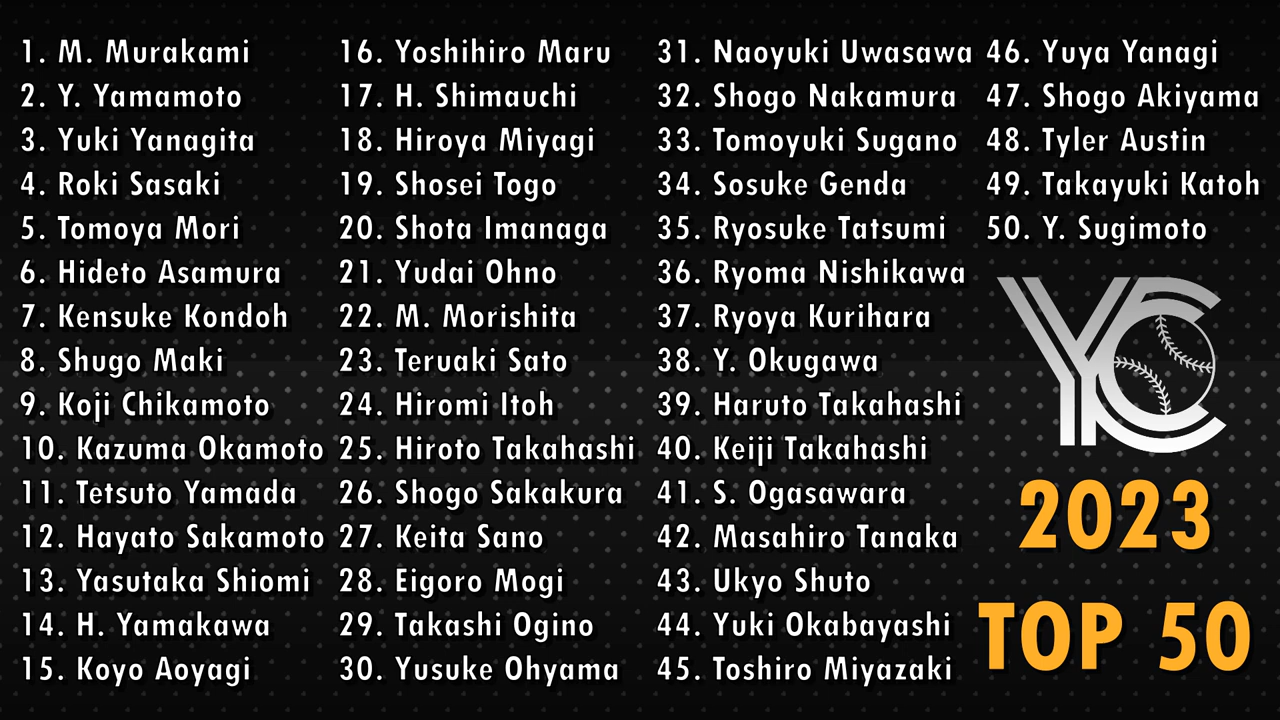 1. M. Murakami
2. Y. Yamamoto
3. Yuki Yanagita
4. Roki Sasaki
5. Tomoya Mori
6. Hideto Asamura
7. Kensuke Kondoh
8. Shugo Maki
9. Koji Chikamoto
10. Kazuma Okamoto
11. Tetsuto Yamada
12. Hayato Sakamoto
13. Yasutaka Shiomi
14. H. Yamakawa
15. Koyo Aoyagi
16. Yoshihiro Maru
17. H. Shimauchi
18. Hiroya Miyagi
19. Shosei Togo
20. Shota Imanaga
21. Yudai Ohno
22. M. Morishita
23. Teruaki Sato
24. Hiromi Itoh
25. Hiroto Takahashi
26. Shogo Sakakura
27. Keita Sano
28. Eigoro Mogi
29. Takashi Ogino
30. Yusuke Ohyama
31. Naoyuki Uwasawa
32. Shogo Nakamura
33. Tomoyuki Sugano
34. Sosuke Genda
35. Ryosuke Tatsumi
36. Ryoma Nishikawa
37. Ryoya Kurihara
38. Y. Okugawa
39. Haruto Takahashi
40. Keiji Takahashi
41. S. Ogasawara
42. Masahiro Tanaka
43. Ukyo Shuto
44. Yuki Okabayashi
45. Toshiro Miyazaki
46. Yuya Yanagi
47. Shogo Akiyama
48. Tyler Austin
49. Takayuki Katoh
50. Y. Sugimoto
YC
2023
TOP 50